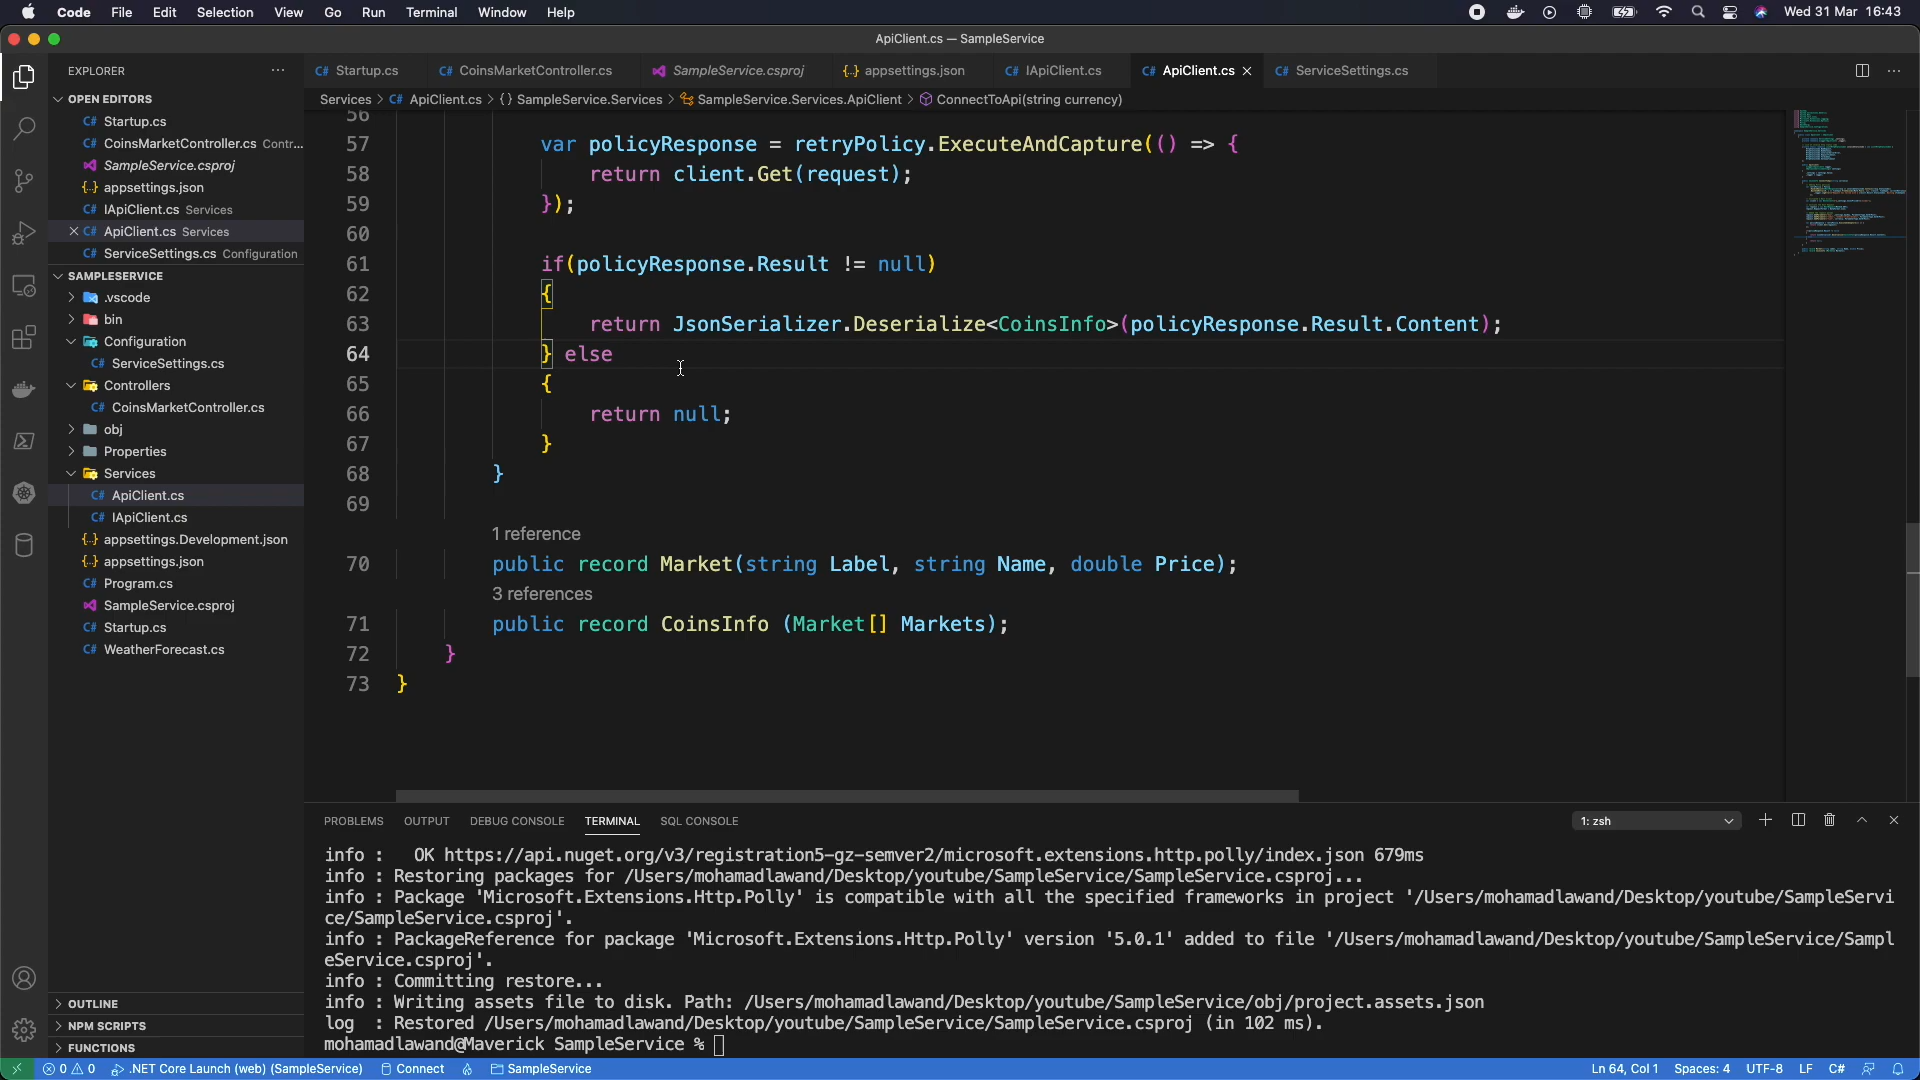 Code File Edit Selection View Go Run Terminal Window Help Wed 31 Mar 16:43
ApiClient.cs — SampleService
EXPLORER
Startup.cs CoinsMarketController.cs SampleService.csproj appsettings.json IApiClient.cs ApiClient.cs ServiceSettings.cs
Services > ApiClient.cs > {} SampleService.Services > SampleService.Services.ApiClient > ConnectToApi(string currency)
OPEN EDITORS
C# Startup.cs
C# CoinsMarketController.cs Contr...
SampleService.csproj
{..} appsettings.json
C# IApiClient.cs Services
C# ApiClient.cs Services
C# ServiceSettings.cs Configuration
SAMPLESERVICE
.vscode
bin
Configuration
C# ServiceSettings.cs
Controllers
C# CoinsMarketController.cs
obj
Properties
Services
C# ApiClient.cs
C# IApiClient.cs
{..} appsettings.Development.json
{..} appsettings.json
C# Program.cs
SampleService.csproj
C# Startup.cs
C# WeatherForecast.cs
OUTLINE
NPM SCRIPTS
FUNCTIONS
56
57 var policyResponse = retryPolicy.ExecuteAndCapture(() => {
58 return client.Get(request);
59 });
60
61 if(policyResponse.Result != null)
62 {
63 return JsonSerializer.Deserialize<CoinsInfo>(policyResponse.Result.Content);
64 } else
65 {
66 return null;
67 }
68 }
69
1 reference
70 public record Market(string Label, string Name, double Price);
3 references
71 public record CoinsInfo (Market[] Markets);
72 }
73 }
PROBLEMS OUTPUT DEBUG CONSOLE TERMINAL SQL CONSOLE 1: zsh
info : OK https://api.nuget.org/v3/registration5-gz-semver2/microsoft.extensions.http.polly/index.json 679ms
info : Restoring packages for /Users/mohamadlawand/Desktop/youtube/SampleService/SampleService.csproj...
info : Package 'Microsoft.Extensions.Http.Polly' is compatible with all the specified frameworks in project '/Users/mohamadlawand/Desktop/youtube/SampleServi
ce/SampleService.csproj'.
info : PackageReference for package 'Microsoft.Extensions.Http.Polly' version '5.0.1' added to file '/Users/mohamadlawand/Desktop/youtube/SampleService/Sampl
eService.csproj'.
info : Committing restore...
info : Writing assets file to disk. Path: /Users/mohamadlawand/Desktop/youtube/SampleService/obj/project.assets.json
log : Restored /Users/mohamadlawand/Desktop/youtube/SampleService/SampleService.csproj (in 102 ms).
mohamadlawand@Maverick SampleService %
0 0 .NET Core Launch (web) (SampleService) Connect SampleService Ln 64, Col 1 Spaces: 4 UTF-8 LF C#